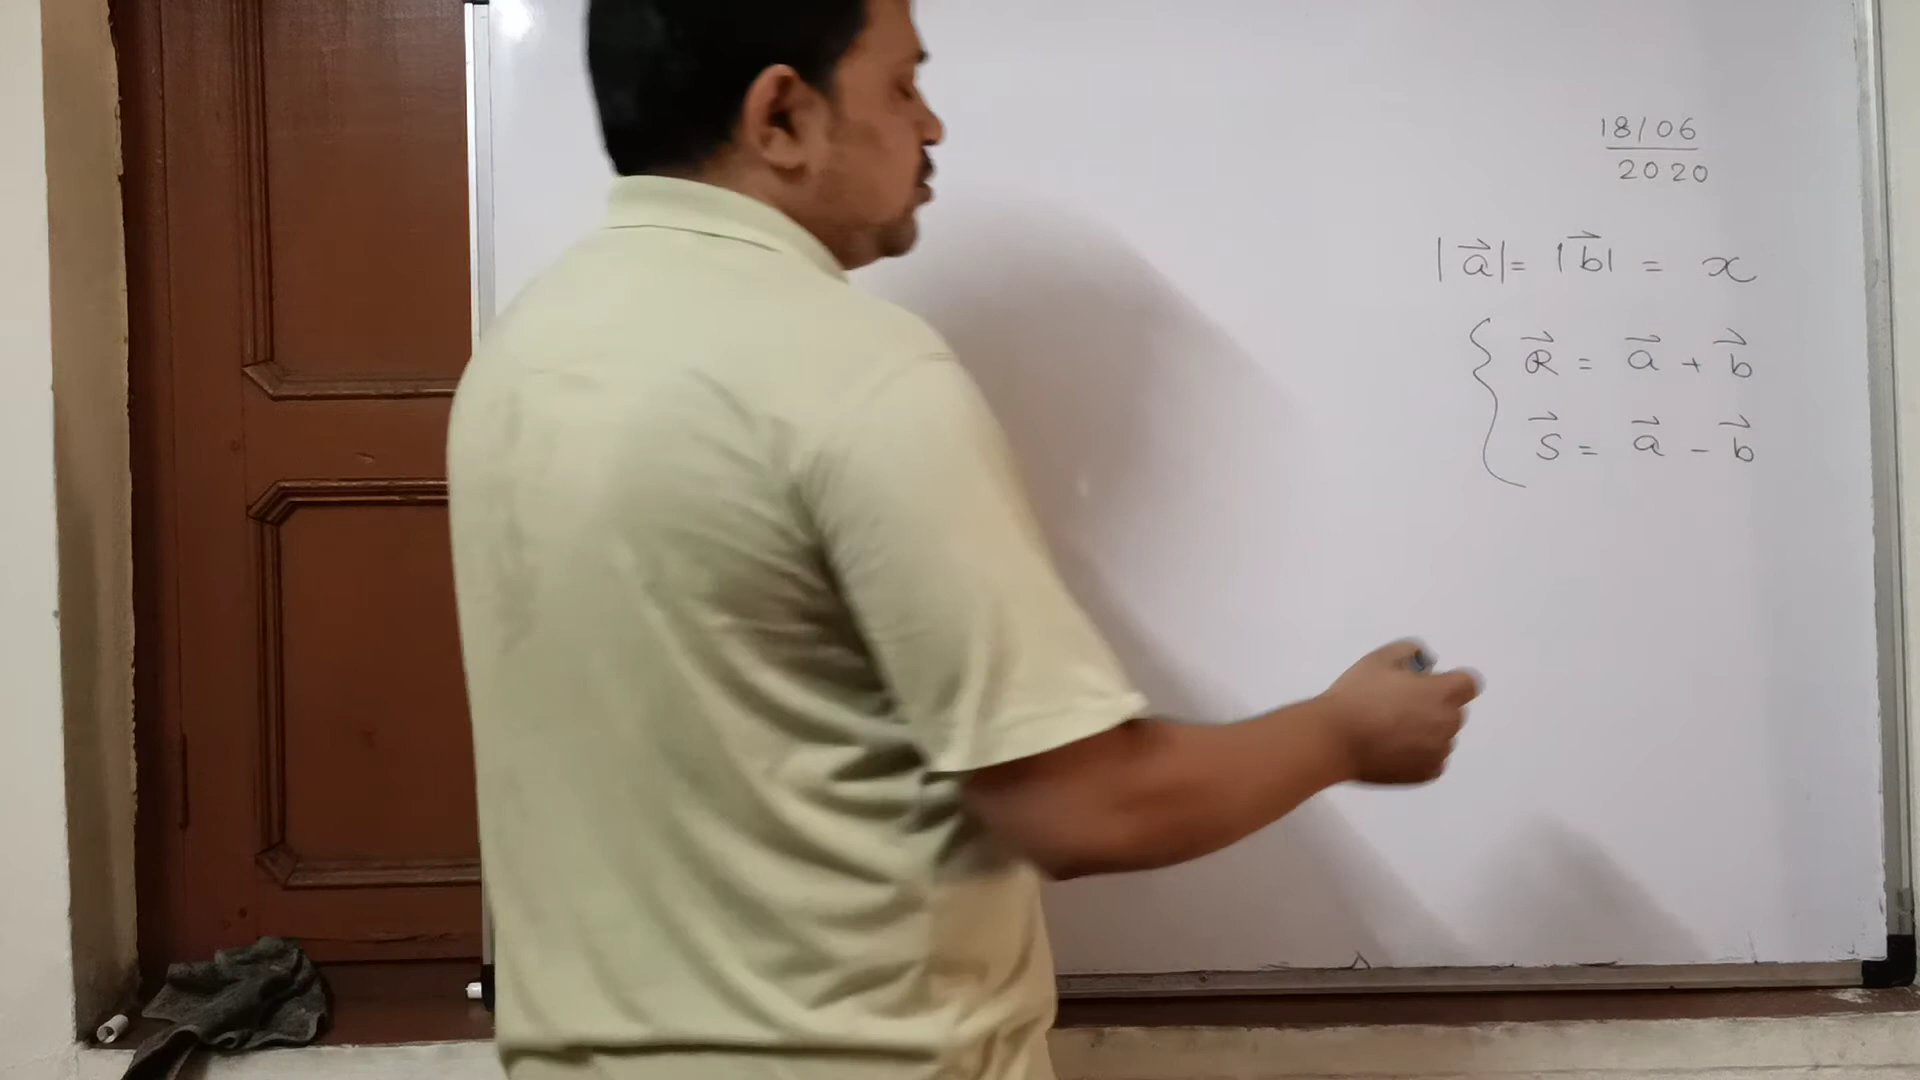 18/06
2020
|a⃗| = |b⃗| = x
R⃗ = a⃗ + b⃗
S⃗ = a⃗ - b⃗